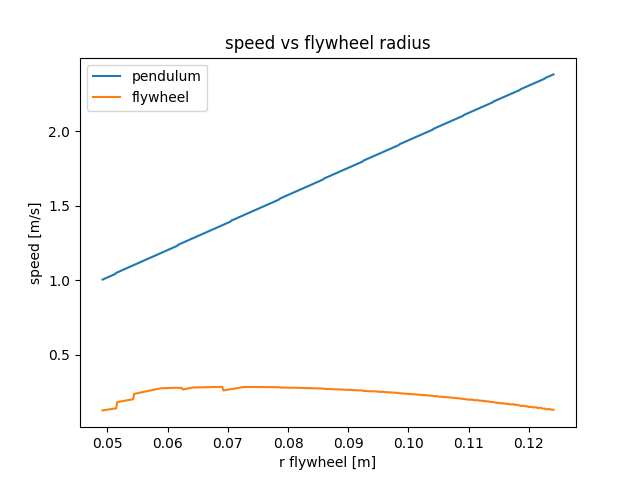 speed vs flywheel radius
pendulum
flywheel
2.0
1.5
1.0
0.5
speed [m/s]
0.05 0.06 0.07 0.08 0.09 0.10 0.11 0.12
r flywheel [m]